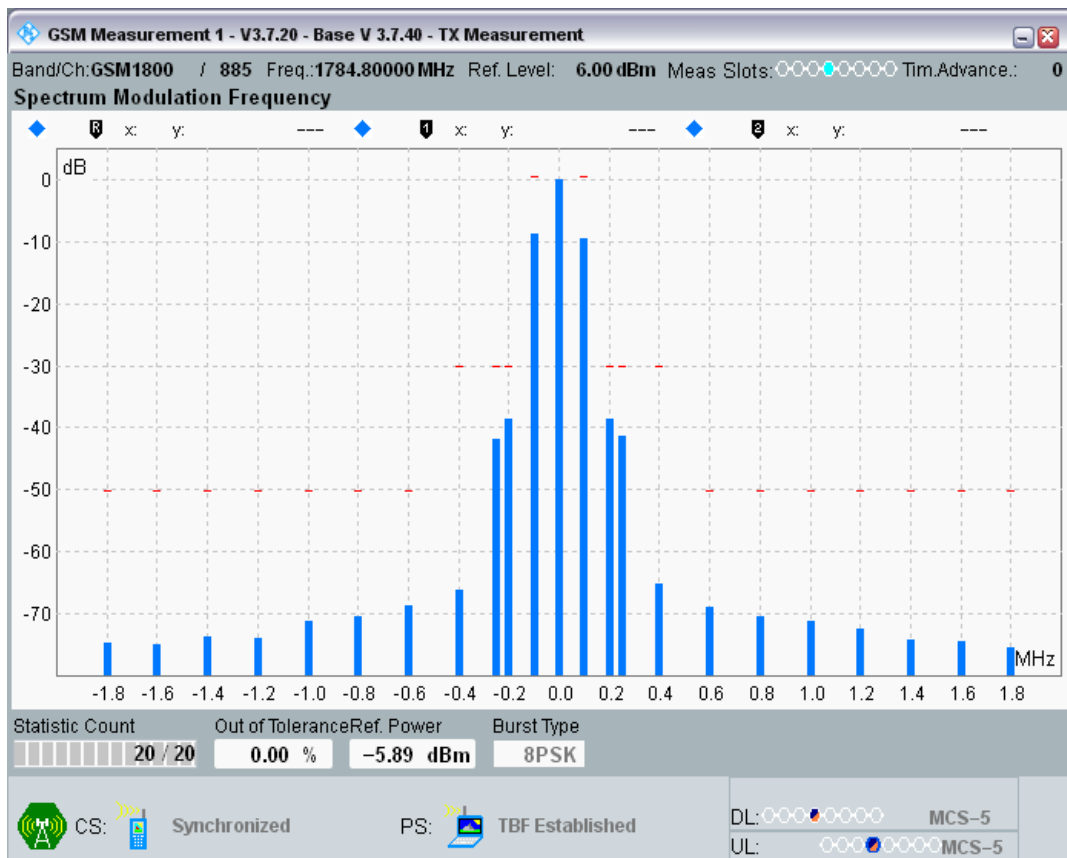 GSM Measurement 1 - V3.7.20 - Base V 3.7.40 - TX Measurement
Band/Ch:GSM1800 / 885 Freq.:1784.80000 MHz Ref. Level: 6.00 dBm Meas Slots: Tim.Advance.: 0
Spectrum Modulation Frequency
R x: y: --- 1 x: y: --- 2 x: y: ---
dB
0
-10
-20
-30
-40
-50
-60
-70
MHz
-1.8 -1.6 -1.4 -1.2 -1.0 -0.8 -0.6 -0.4 -0.2 0.0 0.2 0.4 0.6 0.8 1.0 1.2 1.4 1.6 1.8
Statistic Count Out of Tolerance Ref. Power Burst Type
20 / 20 0.00 % −5.89 dBm 8PSK
CS: Synchronized PS: TBF Established
DL: MCS−5
UL: MCS−5